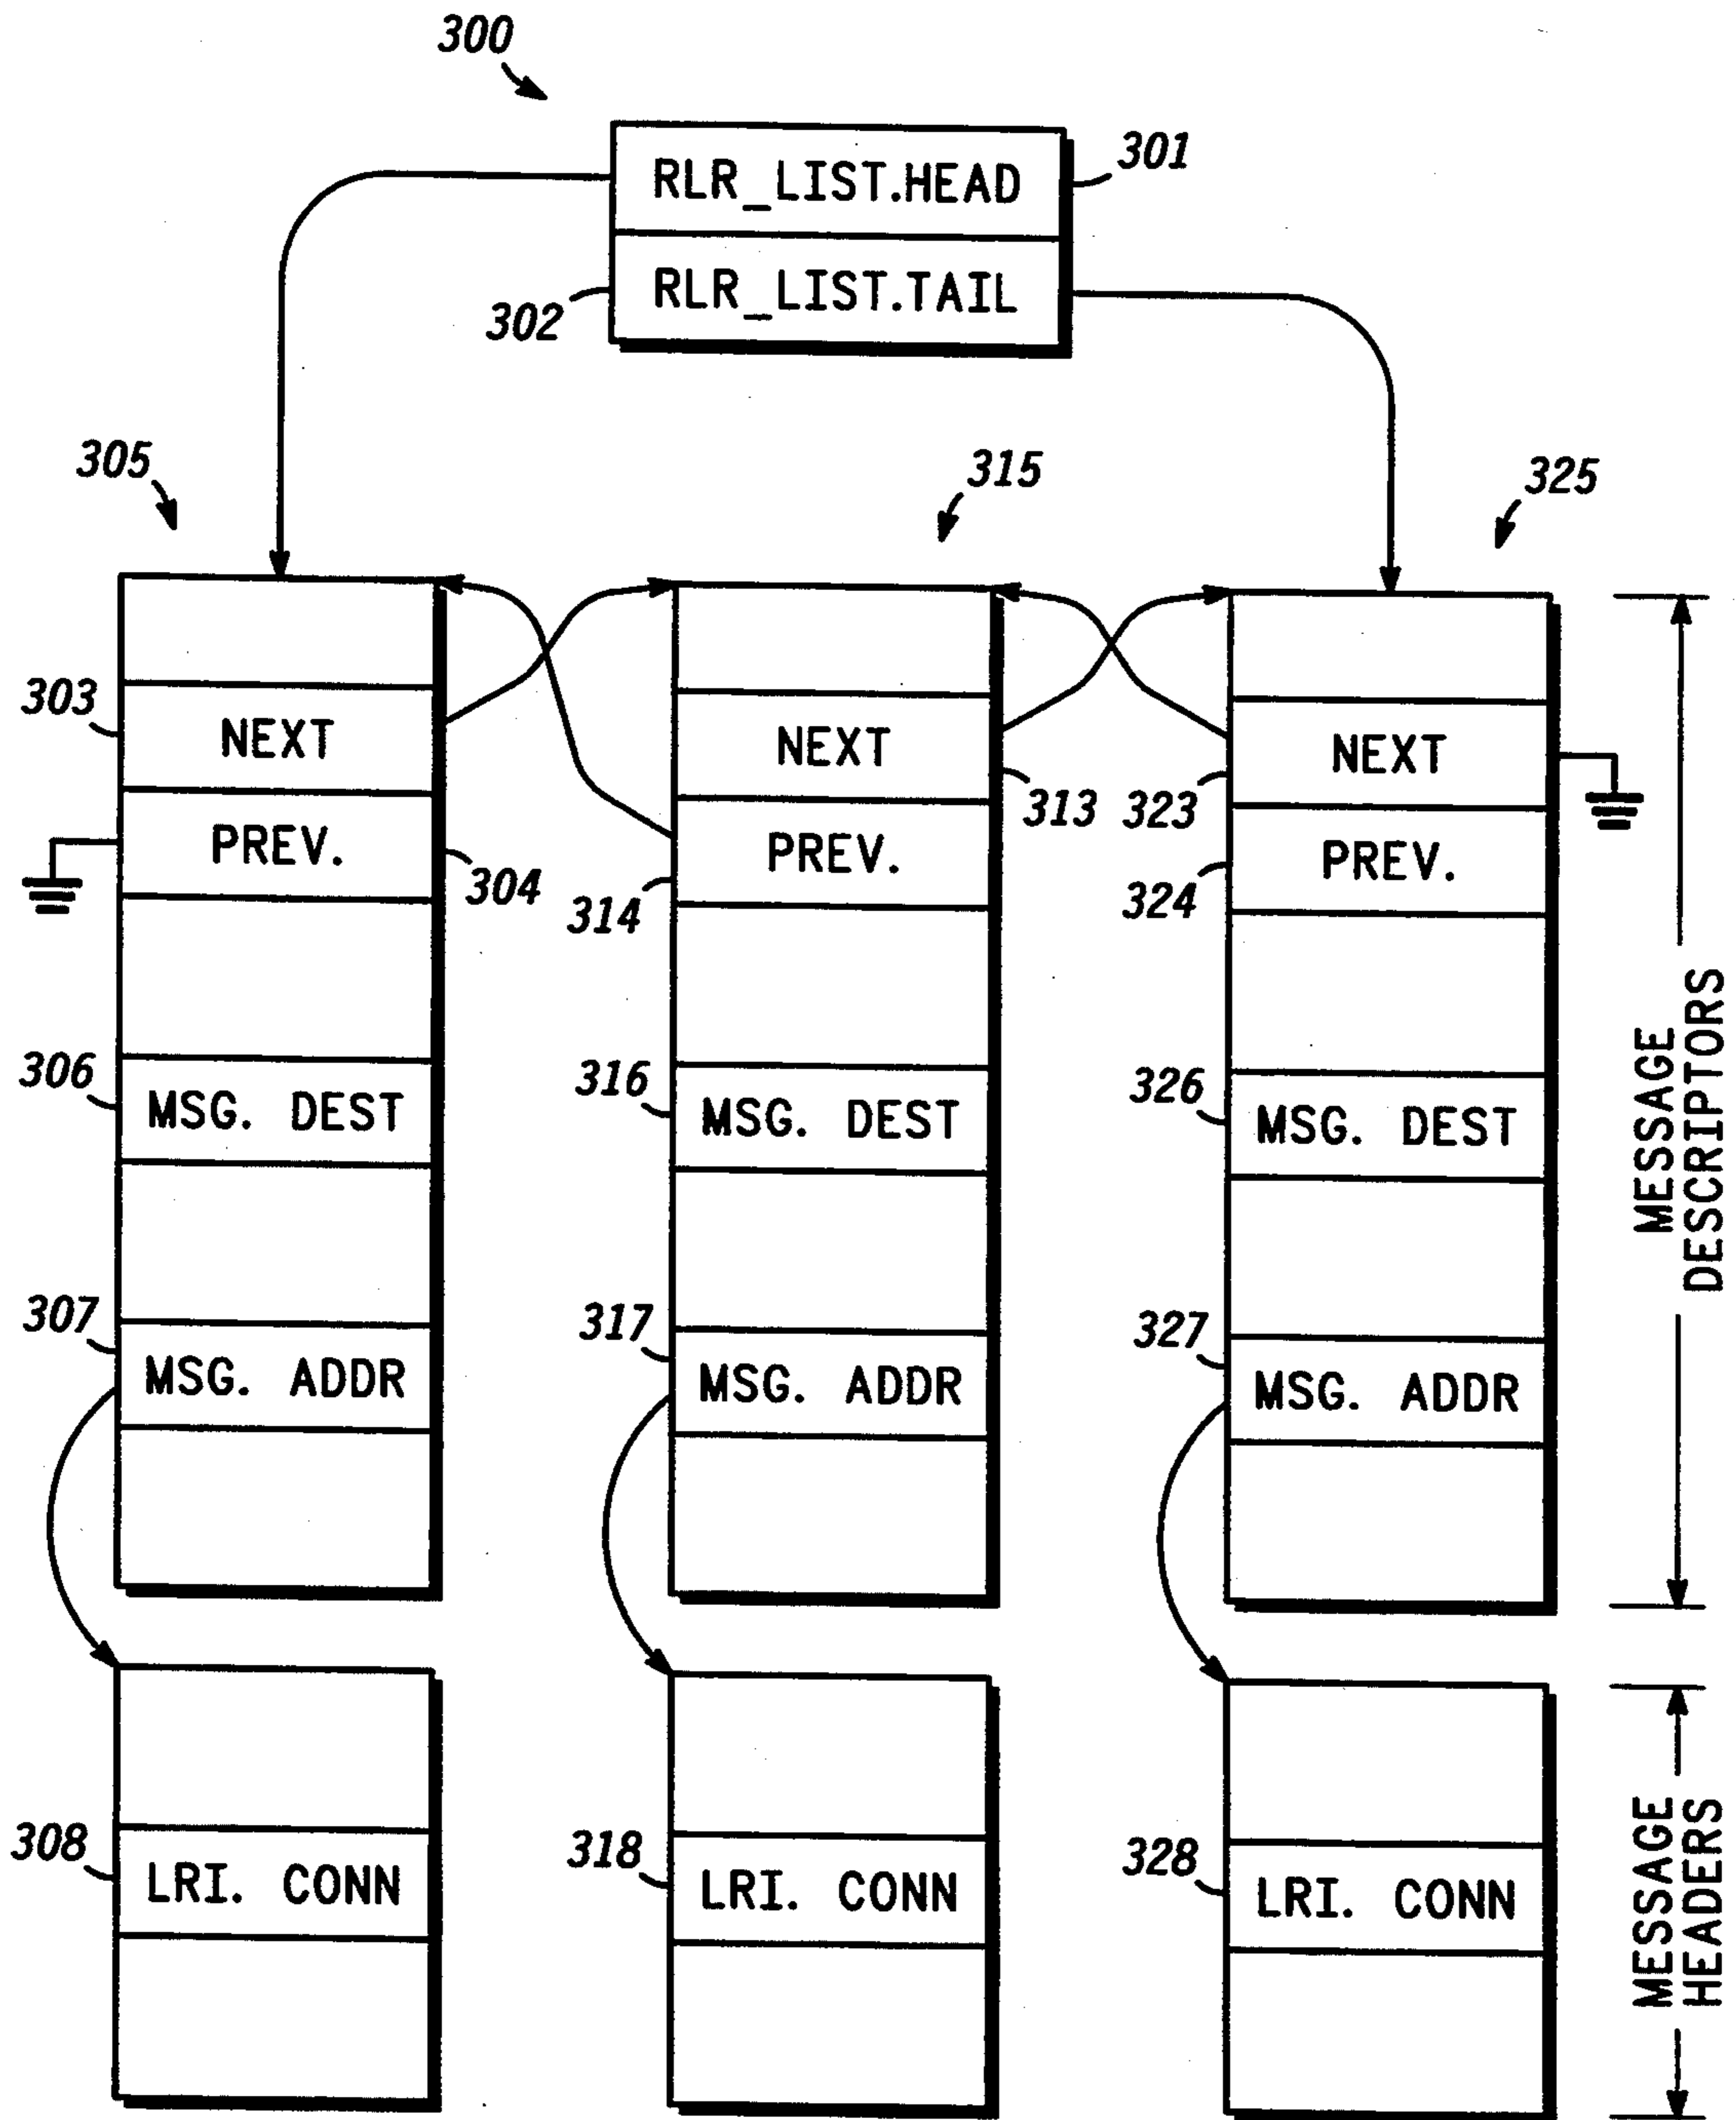 300
RLR_LIST.HEAD
301
RLR_LIST.TAIL
302
305
315
325
303
NEXT
NEXT
313
323
NEXT
PREV.
304
314
PREV.
324
PREV.
306
MSG. DEST
316
MSG. DEST
326
MSG. DEST
307
MSG. ADDR
317
MSG. ADDR
327
MSG. ADDR
MESSAGE
DESCRIPTORS
308
LRI. CONN
318
LRI. CONN
328
LRI. CONN
MESSAGE
HEADERS